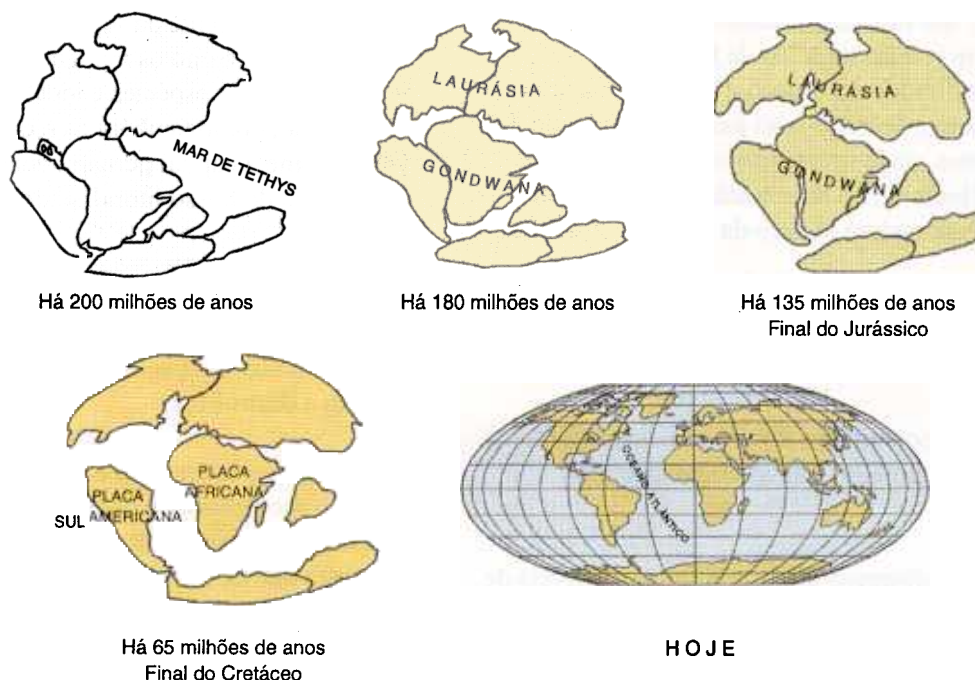 MAR DE TETHYS
Há 200 milhões de anos
LAURÁSIA
GONDWANA
Há 180 milhões de anos
LAURÁSIA
GONDWANA
Há 135 milhões de anos
Final do Jurássico
PLACA
AFRICANA
PLACA
SUL AMERICANA
Há 65 milhões de anos
Final do Cretáceo
OCEANO ATLÂNTICO
HOJE